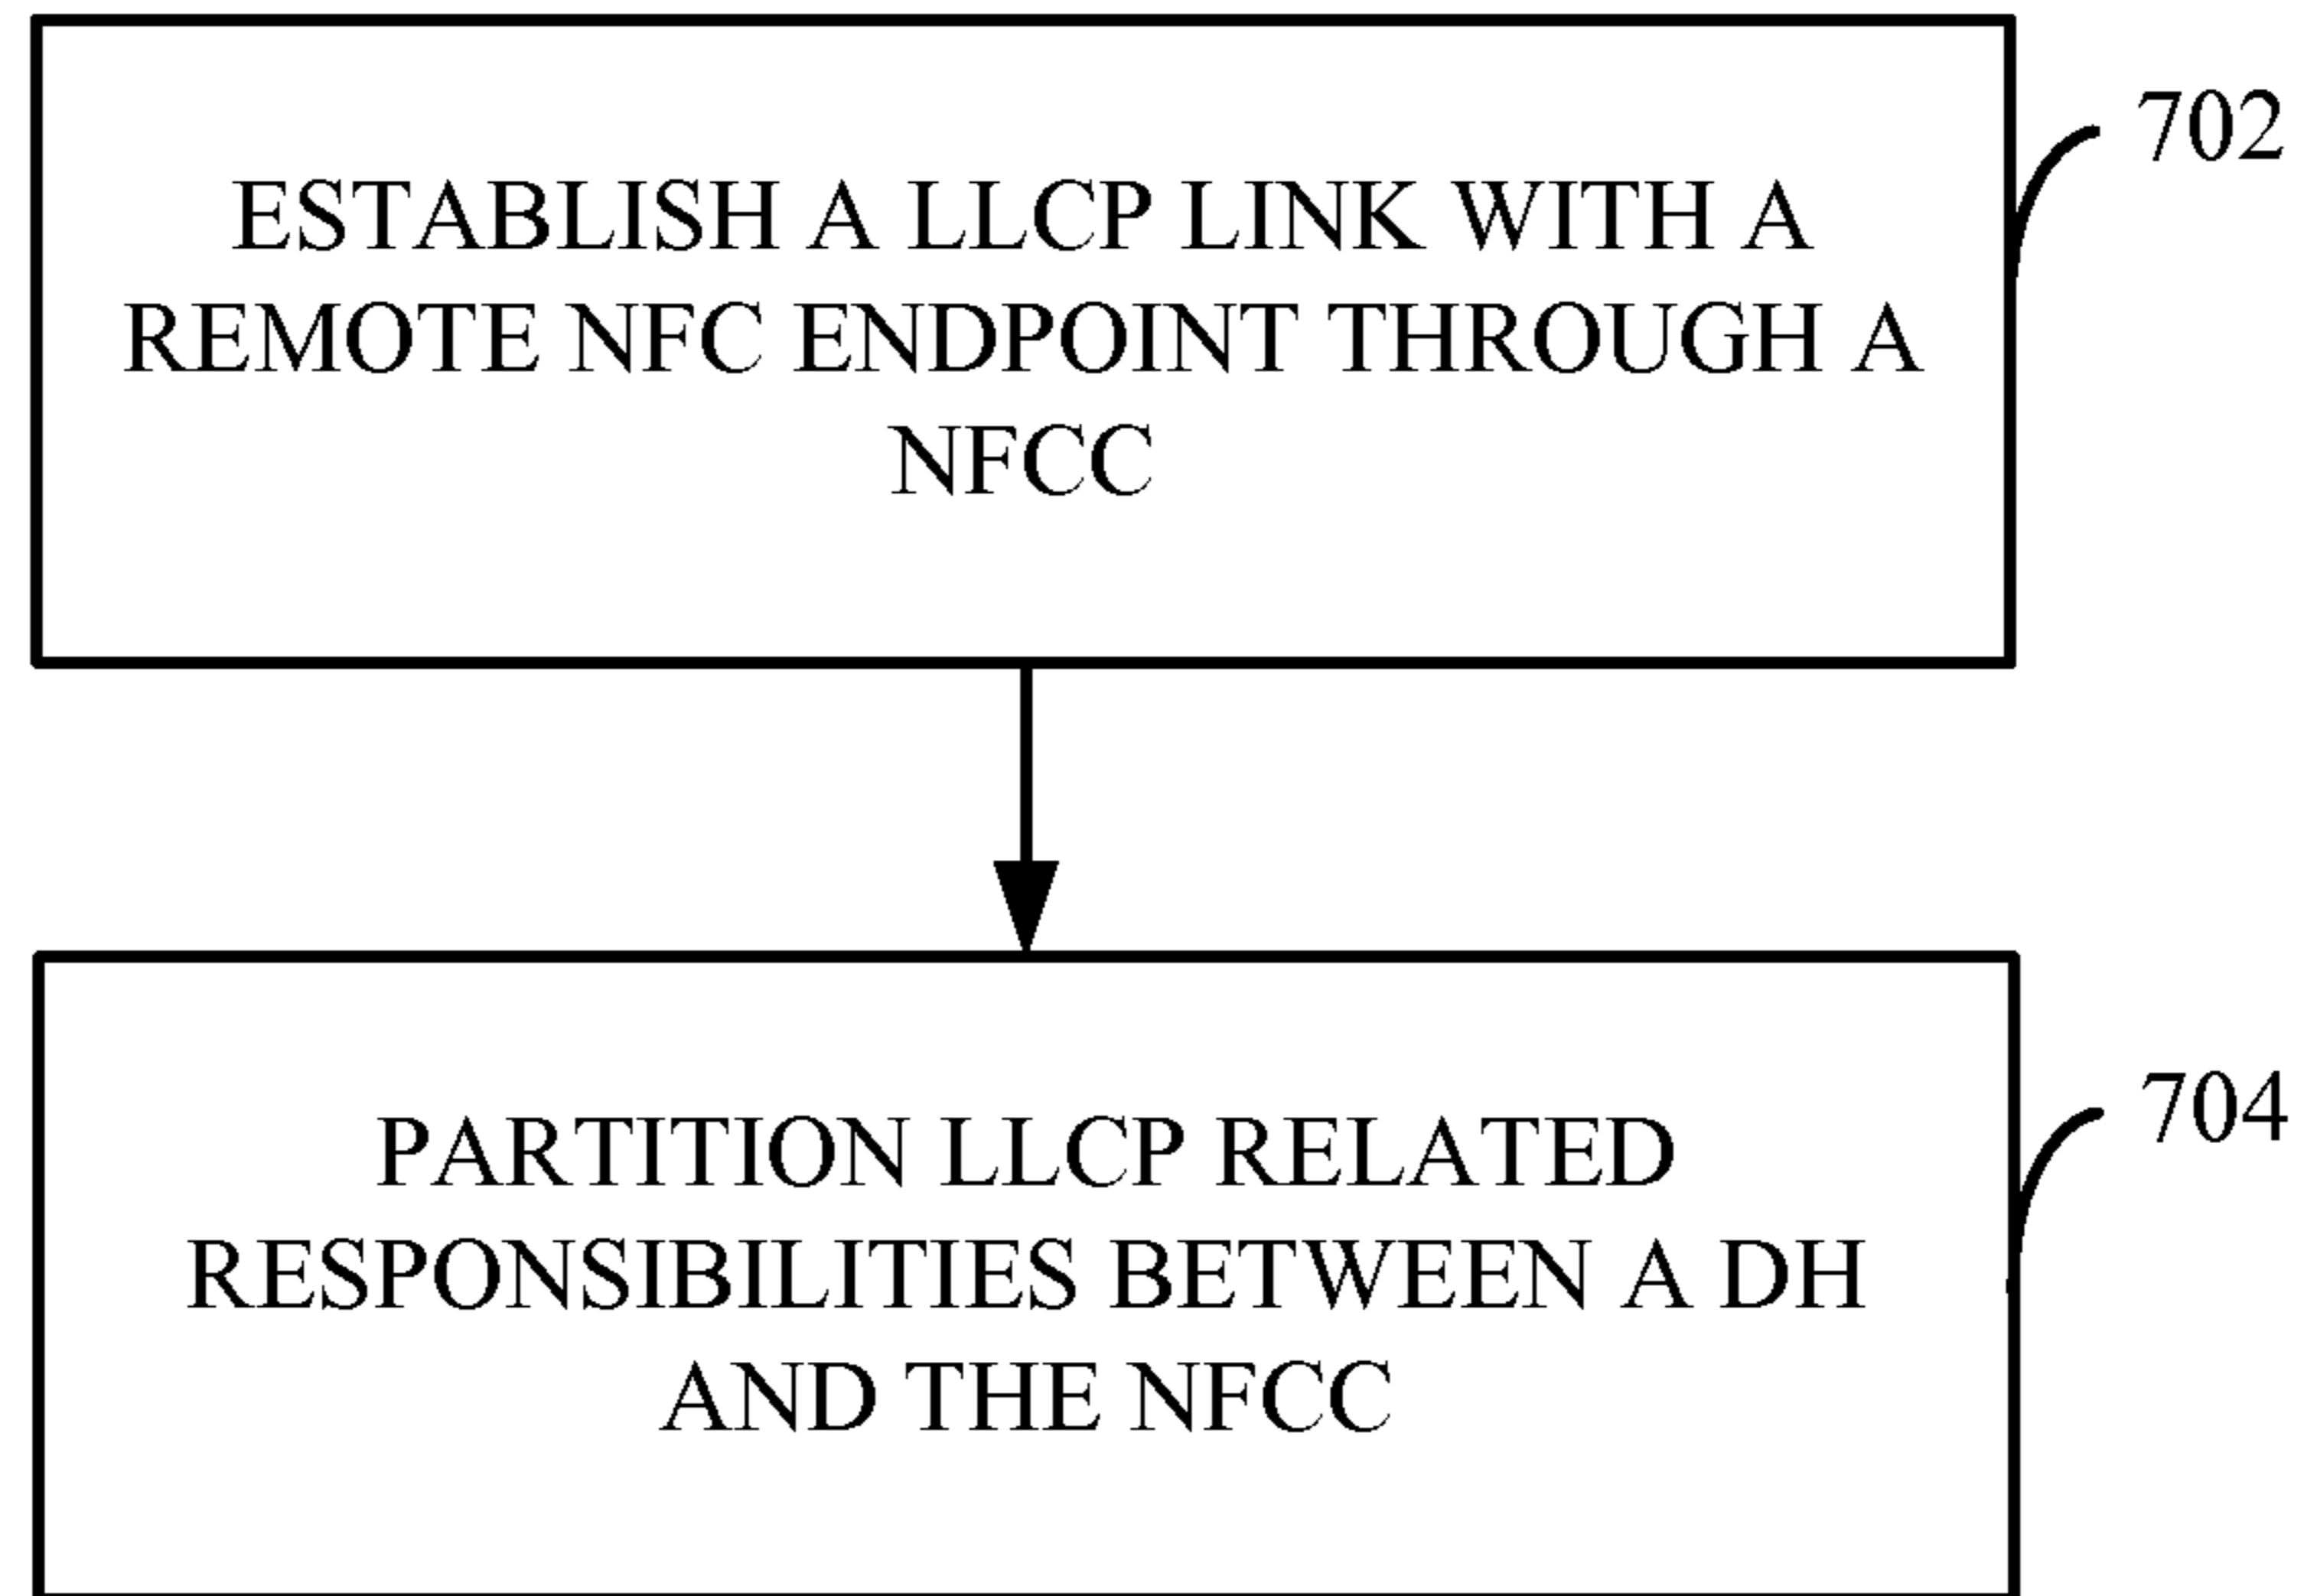 ESTABLISH A LLCP LINK WITH A
REMOTE NFC ENDPOINT THROUGH A
NFCC
702
PARTITION LLCP RELATED
RESPONSIBILITIES BETWEEN A DH
AND THE NFCC
704